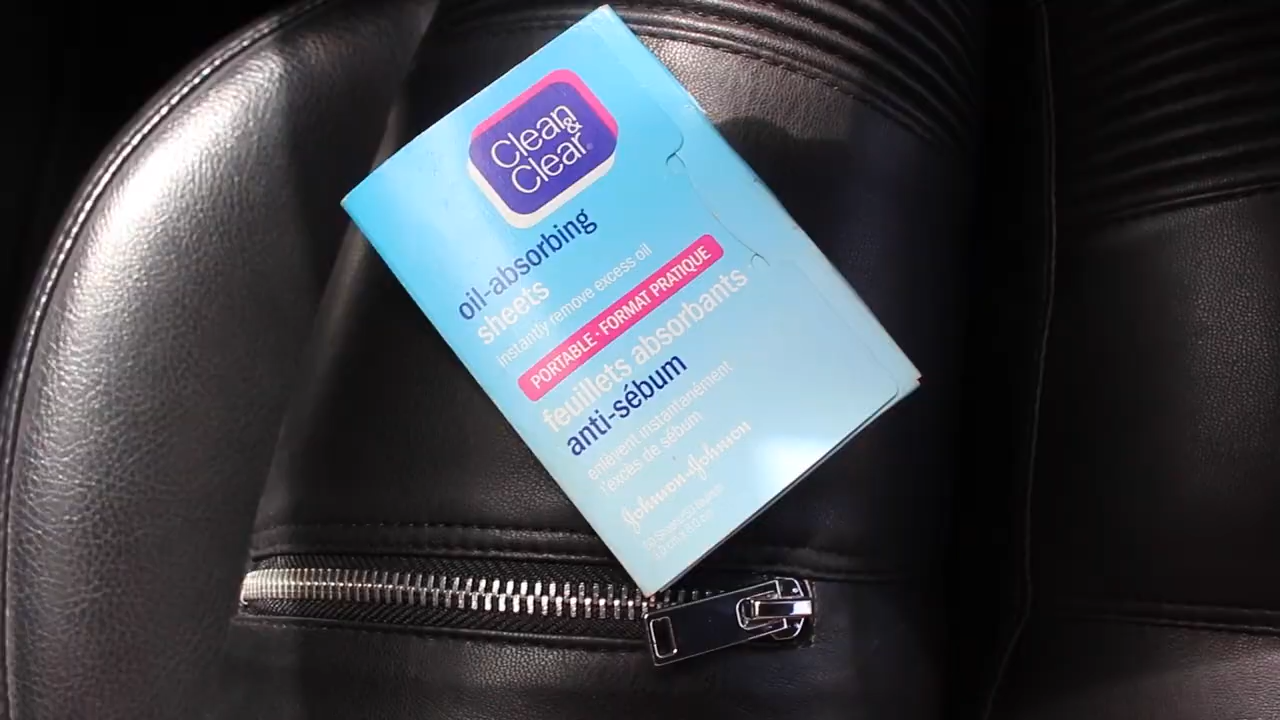 Clean
&
Clear®
oil-absorbing
sheets
instantly remove excess oil
PORTABLE • FORMAT PRATIQUE
feuillets absorbants
anti-sébum
enlèvent instantanément
l'excès de sébum
Johnson & Johnson